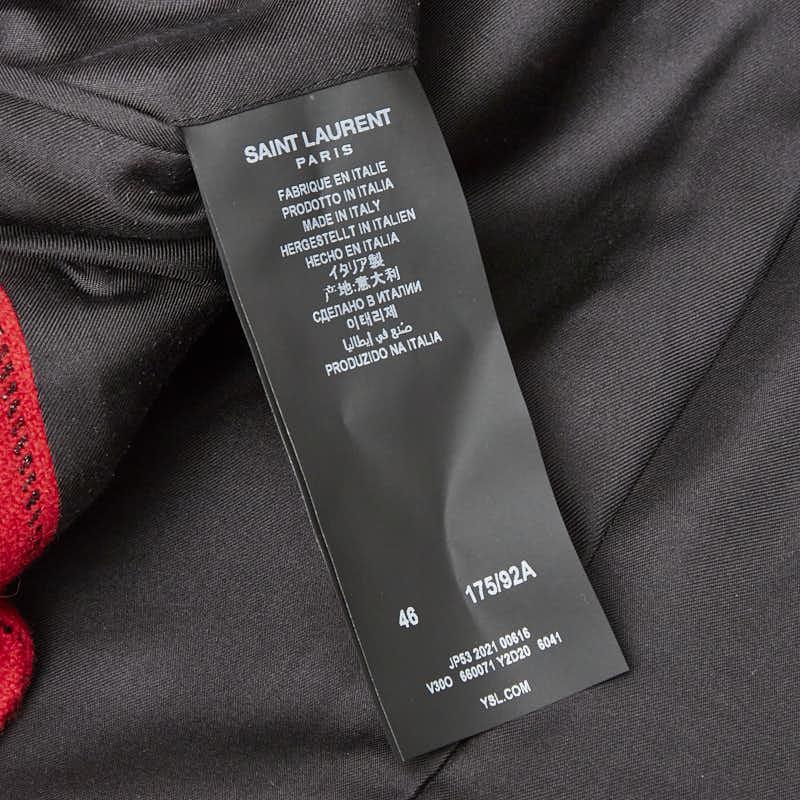 SAINT LAURENT
PARIS
FABRIQUE EN ITALIE
PRODOTTO IN ITALIA
MADE IN ITALY
HERGESTELLT IN ITALIEN
HECHO EN ITALIA
イタリア製
产地:意大利
СДЕЛАНО В ИТАЛИИ
이태리제
صُنع في إيطاليا
PRODUZIDO NA ITALIA
46 175/92A
JP53 2021 00616
V30O 660071 Y2D20 6041
YSL.COM